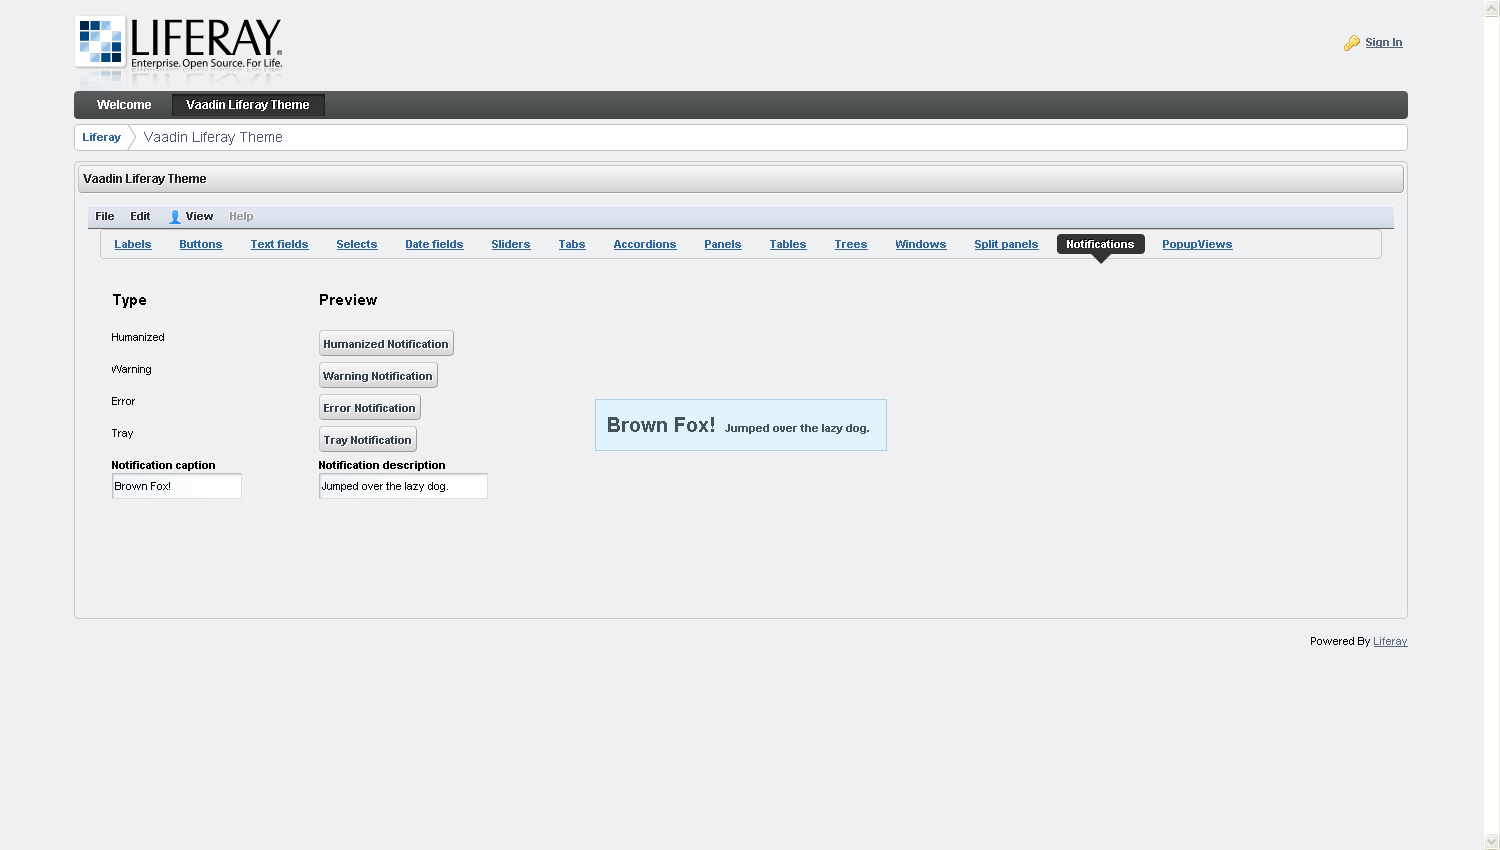 LIFERAY.
Enterprise. Open Source. For Life.
Sign In
Welcome Vaadin Liferay Theme
Liferay Vaadin Liferay Theme
Vaadin Liferay Theme
File Edit View Help
Labels Buttons Text fields Selects Date fields Sliders Tabs Accordions Panels Tables Trees Windows Split panels Notifications PopupViews
Type Preview
Humanized Humanized Notification
Warning Warning Notification
Error Error Notification
Brown Fox! Jumped over the lazy dog.
Tray Tray Notification
Notification caption Notification description
Brown Fox! Jumped over the lazy dog.
Powered By Liferay